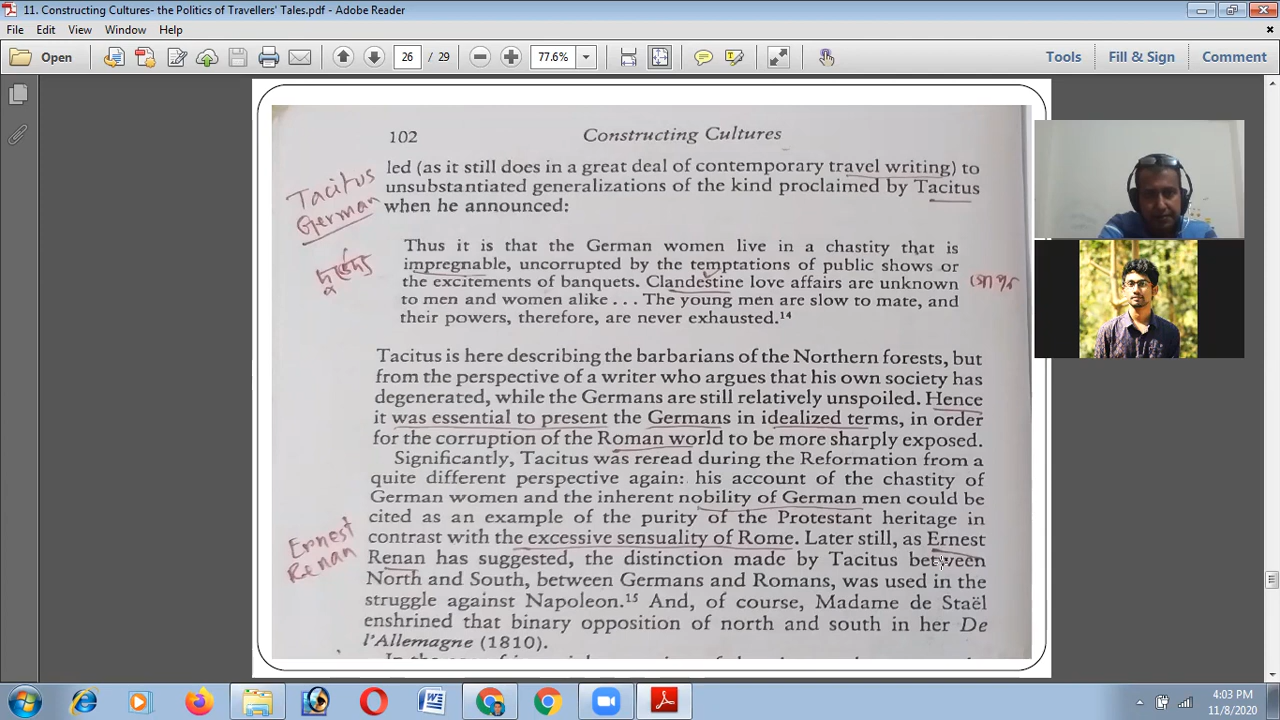 11. Constructing Cultures- the Politics of Travellers' Tales.pdf - Adobe Reader
File Edit View Window Help
Open 26 / 29 77.6% Tools Fill & Sign Comment
102 Constructing Cultures
led (as it still does in a great deal of contemporary travel writing) to
Tacitus
unsubstantiated generalizations of the kind proclaimed by Tacitus
German
when he announced:
Thus it is that the German women live in a chastity that is
impregnable, uncorrupted by the temptations of public shows or
the excitements of banquets. Clandestine love affairs are unknown
to men and women alike . . . The young men are slow to mate, and
their powers, therefore, are never exhausted.14
Tacitus is here describing the barbarians of the Northern forests, but
from the perspective of a writer who argues that his own society has
degenerated, while the Germans are still relatively unspoiled. Hence
it was essential to present the Germans in idealized terms, in order
for the corruption of the Roman world to be more sharply exposed.
Significantly, Tacitus was reread during the Reformation from a
quite different perspective again: his account of the chastity of
German women and the inherent nobility of German men could be
cited as an example of the purity of the Protestant heritage in
Ernest
contrast with the excessive sensuality of Rome. Later still, as Ernest
Renan
Renan has suggested, the distinction made by Tacitus between
North and South, between Germans and Romans, was used in the
struggle against Napoleon.15 And, of course, Madame de Staël
enshrined that binary opposition of north and south in her De
l'Allemagne (1810).
4:03 PM
11/8/2020